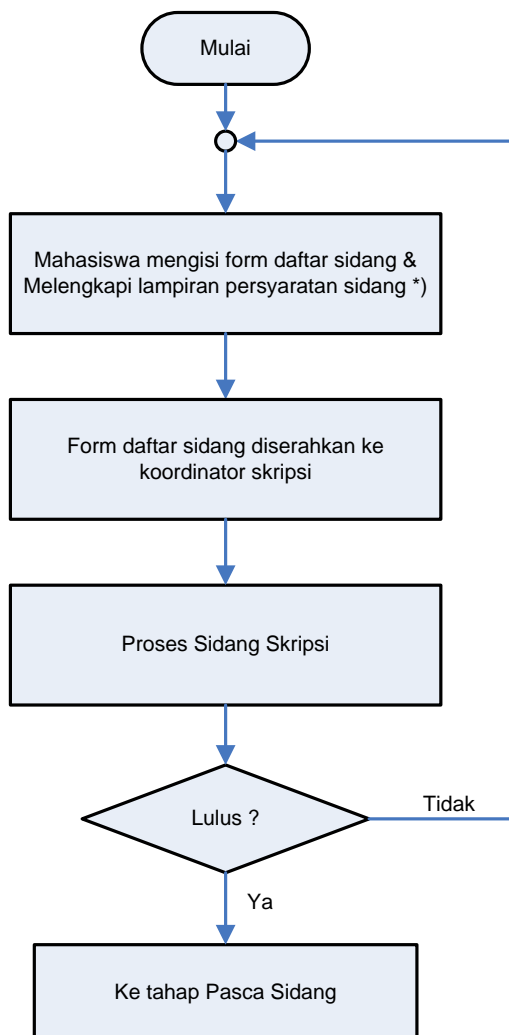 Mulai
Mahasiswa mengisi form daftar sidang &
Melengkapi lampiran persyaratan sidang *)
Form daftar sidang diserahkan ke
koordinator skripsi
Proses Sidang Skripsi
Lulus ?
Tidak
Ya
Ke tahap Pasca Sidang